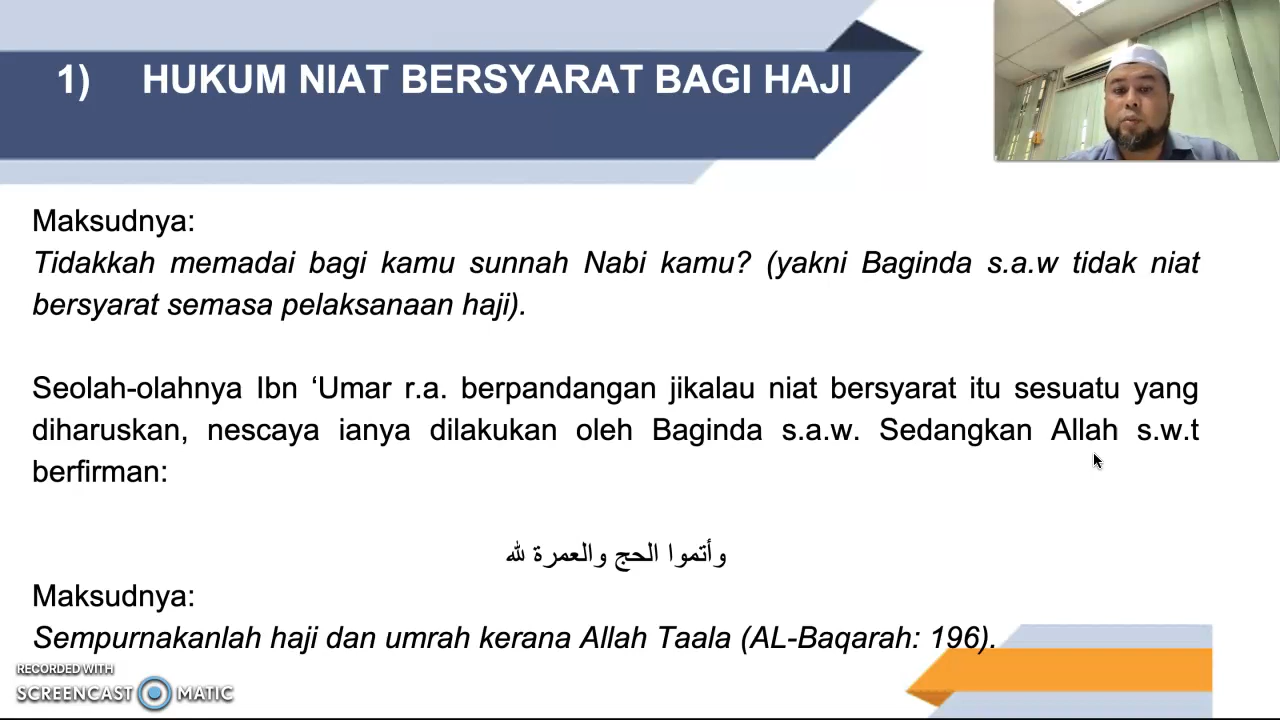 1) HUKUM NIAT BERSYARAT BAGI HAJI
Maksudnya:
Tidakkah memadai bagi kamu sunnah Nabi kamu? (yakni Baginda s.a.w tidak niat
bersyarat semasa pelaksanaan haji).
Seolah-olahnya Ibn ‘Umar r.a. berpandangan jikalau niat bersyarat itu sesuatu yang
diharuskan, nescaya ianya dilakukan oleh Baginda s.a.w. Sedangkan Allah s.w.t
berfirman:
وأتموا الحج والعمرة لله
Maksudnya:
Sempurnakanlah haji dan umrah kerana Allah Taala (AL-Baqarah: 196).
RECORDED WITH
SCREENCAST MATIC